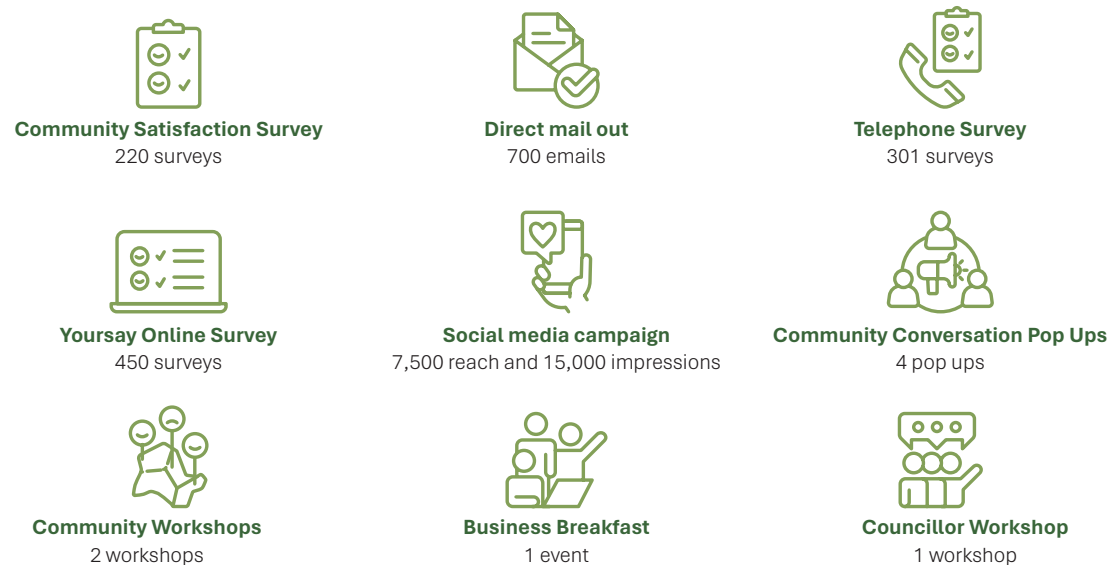 Community Satisfaction Survey
220 surveys
Direct mail out
700 emails
Telephone Survey
301 surveys
Yoursay Online Survey
450 surveys
Social media campaign
7,500 reach and 15,000 impressions
Community Conversation Pop Ups
4 pop ups
Community Workshops
2 workshops
Business Breakfast
1 event
Councillor Workshop
1 workshop